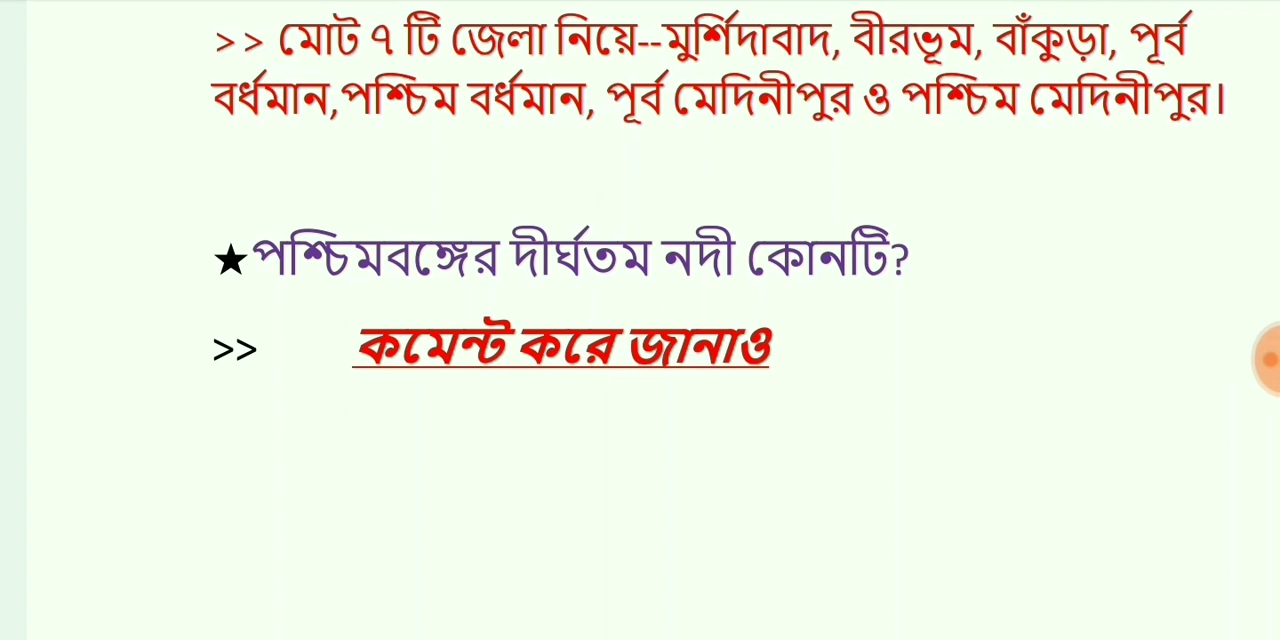 >> মোট ৭ টি জেলা নিয়ে--মুর্শিদাবাদ, বীরভূম, বাঁকুড়া, পূর্ব
বর্ধমান,পশ্চিম বর্ধমান, পূর্ব মেদিনীপুর ও পশ্চিম মেদিনীপুর।
★পশ্চিমবঙ্গের দীর্ঘতম নদী কোনটি?
>> কমেন্ট করে জানাও